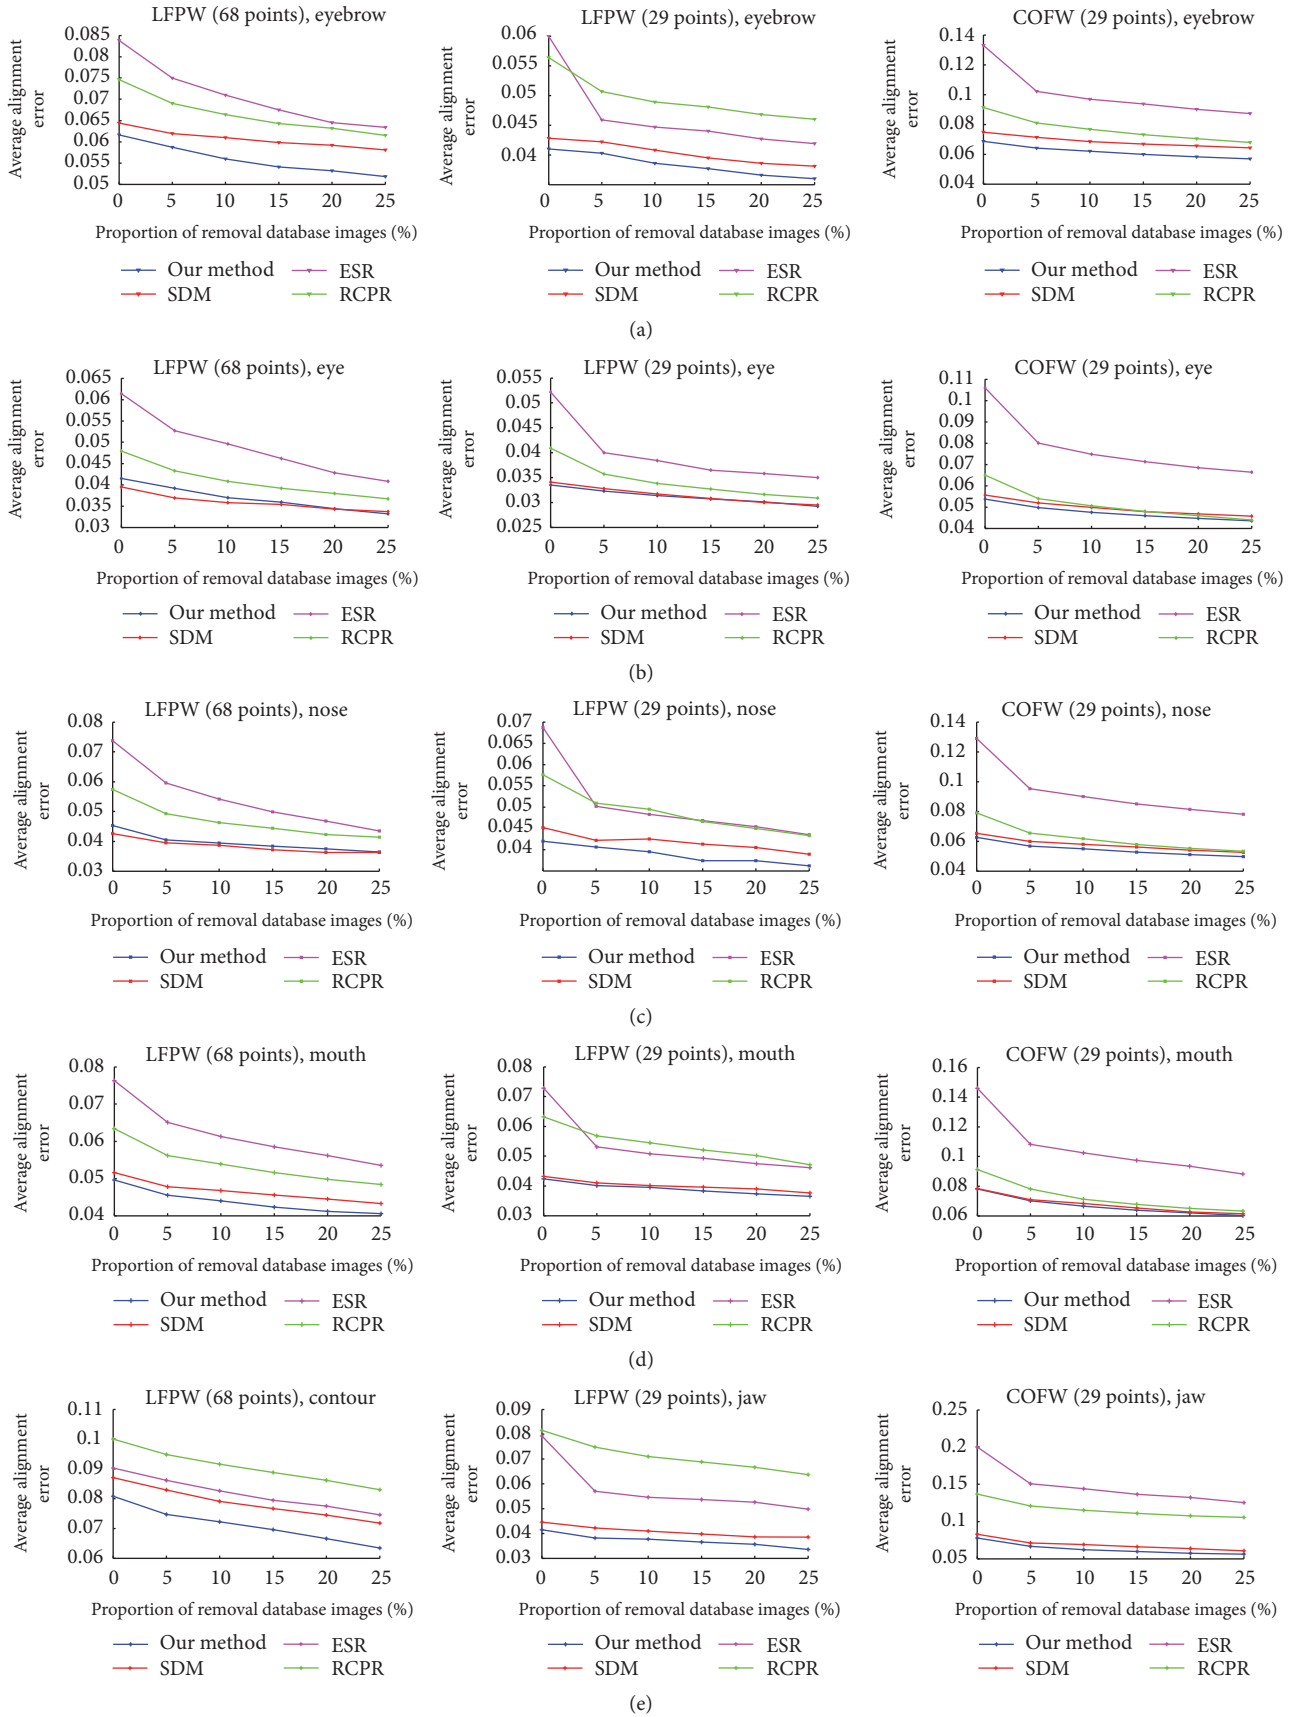 LFPW (68 points), eyebrow
Average alignment
error
0.085
0.08
0.075
0.07
0.065
0.06
0.055
0.05
0 5 10 15 20 25
Proportion of removal database images (%)
Our method ESR
SDM RCPR
LFPW (29 points), eyebrow
Average alignment
error
0.06
0.055
0.05
0.045
0.04
0 5 10 15 20 25
Proportion of removal database images (%)
Our method ESR
SDM RCPR
COFW (29 points), eyebrow
Average alignment
error
0.14
0.12
0.1
0.08
0.06
0.04
0 5 10 15 20 25
Proportion of removal database images (%)
Our method ESR
SDM RCPR
(a)
LFPW (68 points), eye
Average alignment
error
0.065
0.06
0.055
0.05
0.045
0.04
0.035
0.03
0 5 10 15 20 25
Proportion of removal database images (%)
Our method ESR
SDM RCPR
LFPW (29 points), eye
Average alignment
error
0.055
0.05
0.045
0.04
0.035
0.03
0.025
0 5 10 15 20 25
Proportion of removal database images (%)
Our method ESR
SDM RCPR
COFW (29 points), eye
Average alignment
error
0.11
0.1
0.09
0.08
0.07
0.06
0.05
0.04
0 5 10 15 20 25
Proportion of removal database images (%)
Our method ESR
SDM RCPR
(b)
LFPW (68 points), nose
Average alignment
error
0.08
0.07
0.06
0.05
0.04
0.03
0 5 10 15 20 25
Proportion of removal database images (%)
Our method ESR
SDM RCPR
LFPW (29 points), nose
Average alignment
error
0.07
0.065
0.06
0.055
0.05
0.045
0.04
0 5 10 15 20 25
Proportion of removal database images (%)
Our method ESR
SDM RCPR
COFW (29 points), nose
Average alignment
error
0.14
0.12
0.1
0.08
0.06
0.04
0 5 10 15 20 25
Proportion of removal database images (%)
Our method ESR
SDM RCPR
(c)
LFPW (68 points), mouth
Average alignment
error
0.08
0.07
0.06
0.05
0.04
0 5 10 15 20 25
Proportion of removal database images (%)
Our method ESR
SDM RCPR
LFPW (29 points), mouth
Average alignment
error
0.08
0.07
0.06
0.05
0.04
0.03
0 5 10 15 20 25
Proportion of removal database images (%)
Our method ESR
SDM RCPR
COFW (29 points), mouth
Average alignment
error
0.16
0.14
0.12
0.1
0.08
0.06
0 5 10 15 20 25
Proportion of removal database images (%)
Our method ESR
SDM RCPR
(d)
LFPW (68 points), contour
Average alignment
error
0.11
0.1
0.09
0.08
0.07
0.06
0 5 10 15 20 25
Proportion of removal database images (%)
Our method ESR
SDM RCPR
LFPW (29 points), jaw
Average alignment
error
0.09
0.08
0.07
0.06
0.05
0.04
0.03
0 5 10 15 20 25
Proportion of removal database images (%)
Our method ESR
SDM RCPR
COFW (29 points), jaw
Average alignment
error
0.25
0.2
0.15
0.1
0.05
0 5 10 15 20 25
Proportion of removal database images (%)
Our method ESR
SDM RCPR
(e)